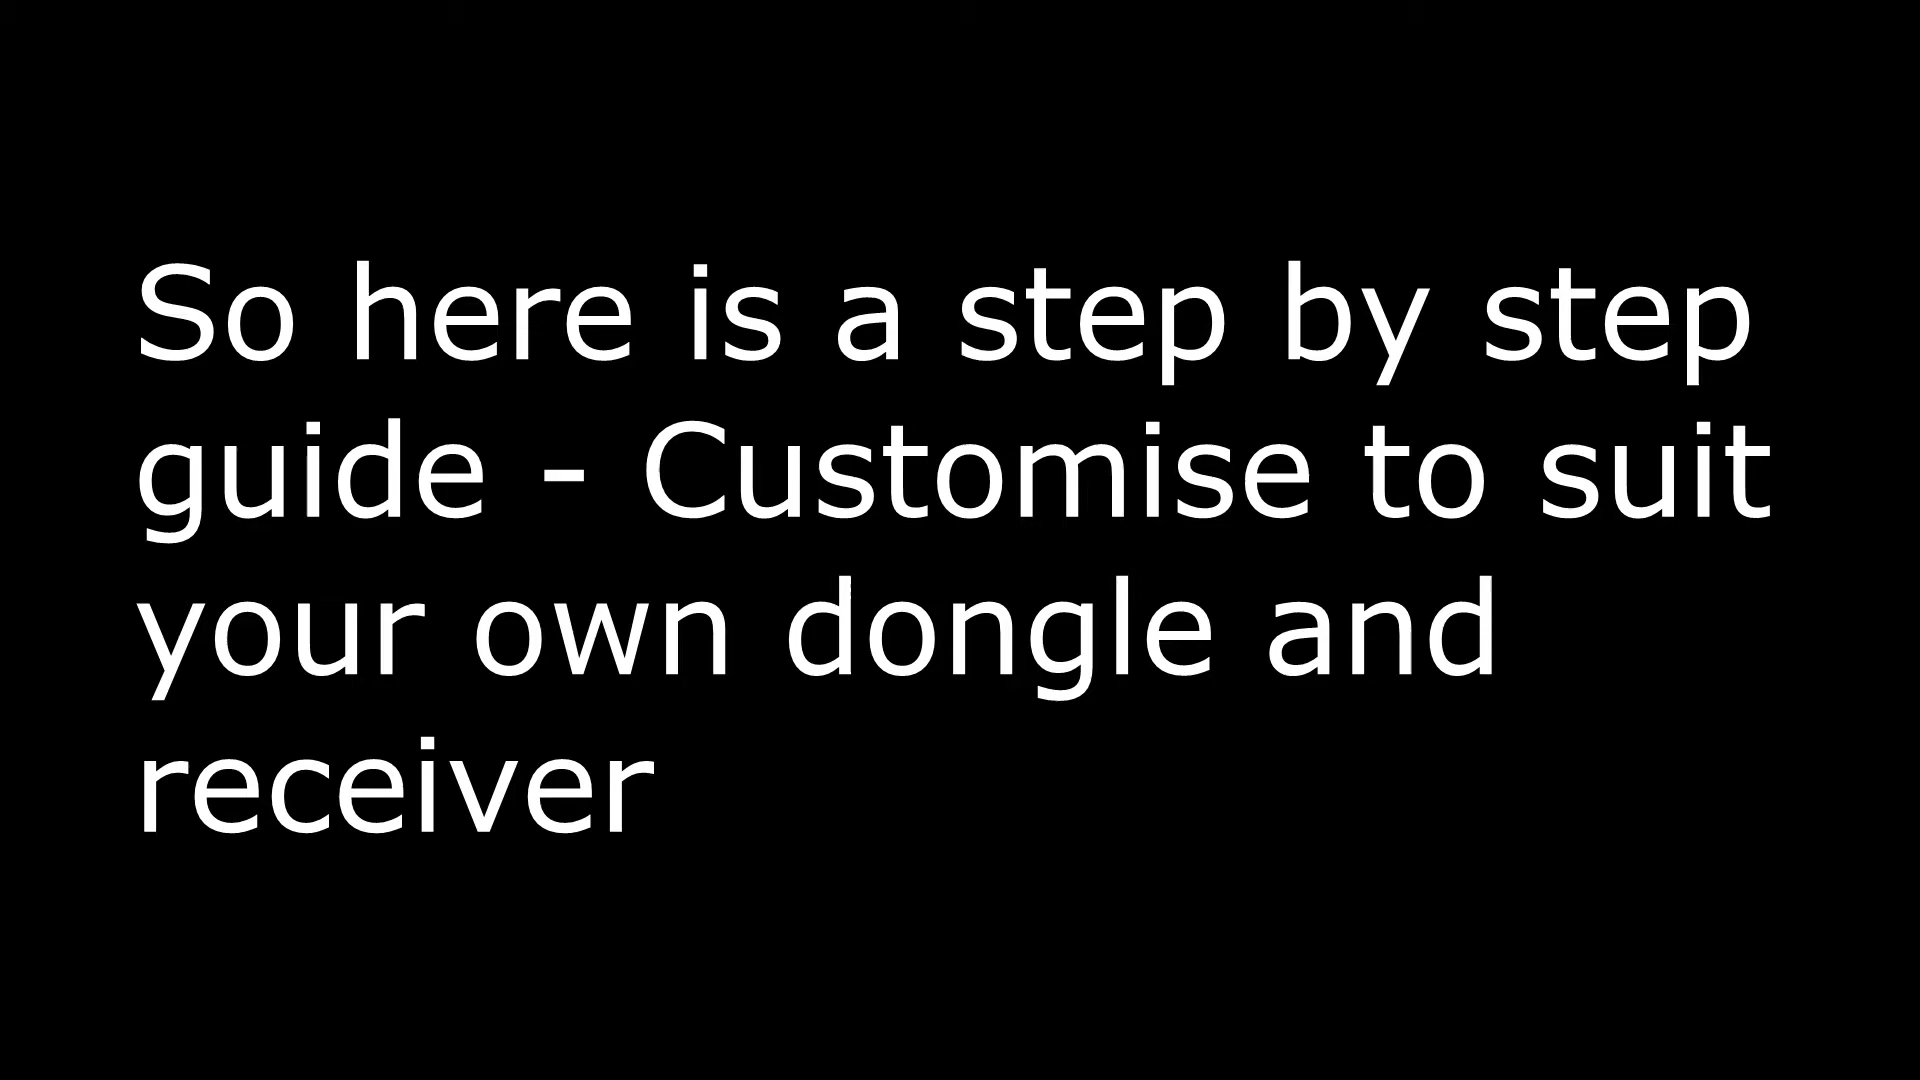 So here is a step by step
guide - Customise to suit
your own dongle and
receiver